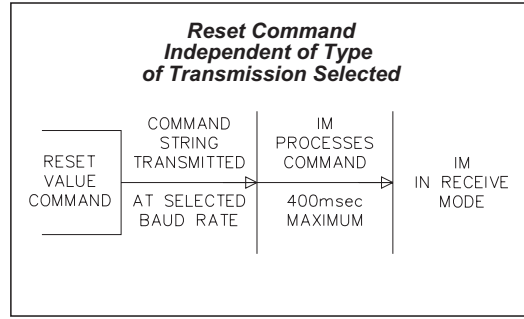 Reset Command
Independent of Type
of Transmission Selected
RESET
VALUE
COMMAND
COMMAND
STRING
TRANSMITTED
AT SELECTED
BAUD RATE
IM
PROCESSES
COMMAND
400msec
MAXIMUM
IM
IN RECEIVE
MODE